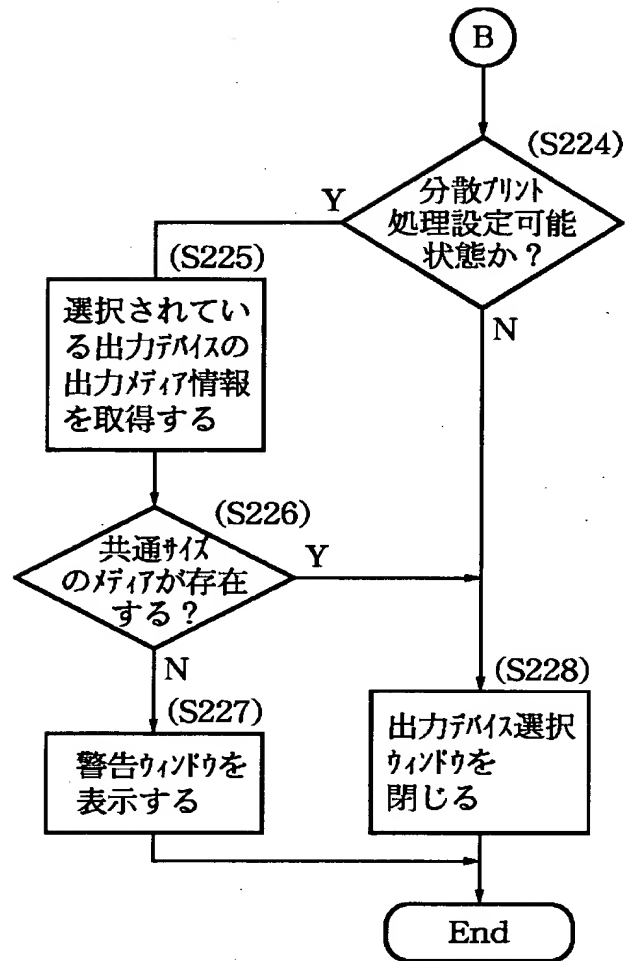 B
(S224)
分散プリント
処理設定可能
状態か？
Y
N
(S225)
選択されてい
る出力デバイスの
出力メディア情報
を取得する
(S226)
共通サイズ
のメディアが存在
する？
Y
N
(S227)
警告ウィンドウを
表示する
(S228)
出力デバイス選択
ウィンドウを
閉じる
End